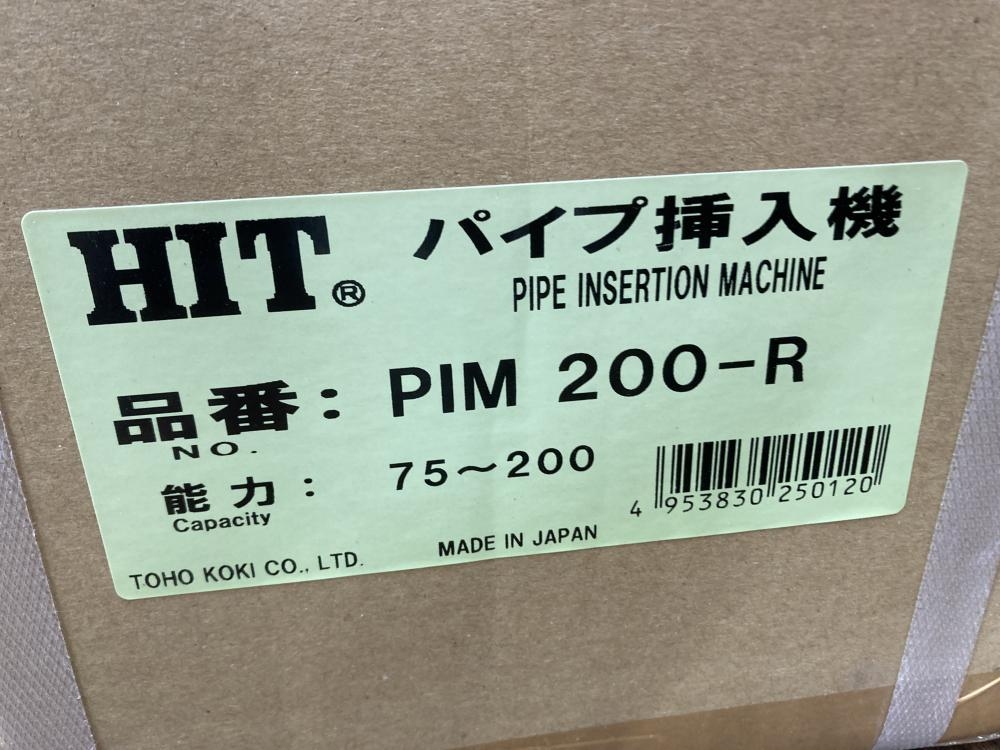 HIT® パイプ挿入機
PIPE INSERTION MACHINE
品番: PIM 200-R
NO.
能力: 75~200
Capacity
4 953830 250120
MADE IN JAPAN
TOHO KOKI CO., LTD.